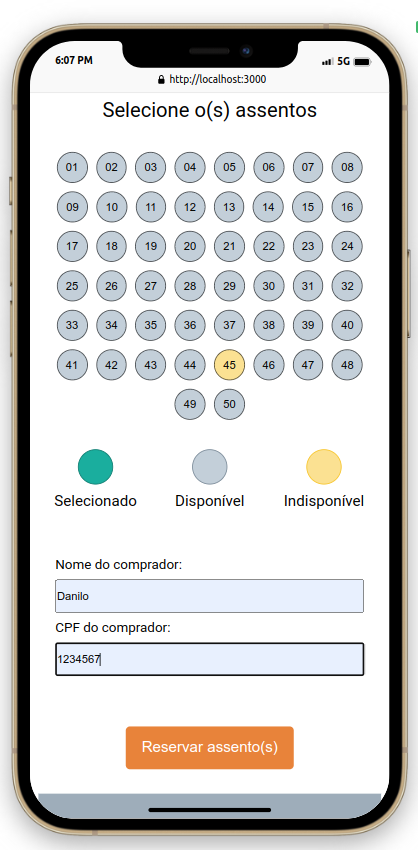 6:07 PM 5G
http://localhost:3000
Selecione o(s) assentos
01 02 03 04 05 06 07 08
09 10 11 12 13 14 15 16
17 18 19 20 21 22 23 24
25 26 27 28 29 30 31 32
33 34 35 36 37 38 39 40
41 42 43 44 45 46 47 48
49 50
Selecionado Disponível Indisponível
Nome do comprador:
Danilo
CPF do comprador:
1234567
Reservar assento(s)